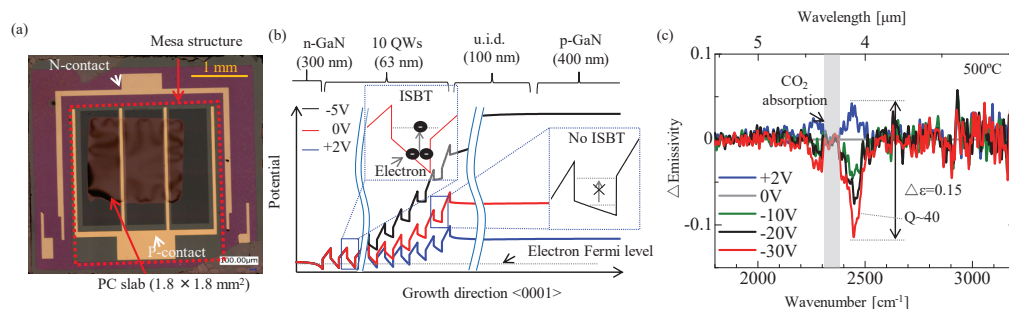 (a)
Mesa structure
N-contact
1 mm
P-contact
100.00µm
PC slab (1.8 × 1.8 mm²)
(b)
n-GaN
(300 nm)
10 QWs
(63 nm)
u.i.d.
(100 nm)
p-GaN
(400 nm)
ISBT
-5V
0V
+2V
Electron
No ISBT
Electron Fermi level
Potential
Growth direction <0001>
(c)
Wavelength [µm]
5
4
500ºC
0.1
0
-0.1
△Emissivity
CO2
absorption
+2V
0V
-10V
-20V
-30V
△ε=0.15
Q~40
2000
2500
3000
Wavenumber [cm⁻¹]